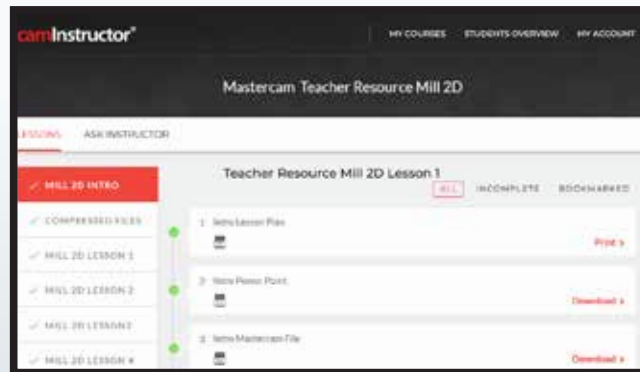 camInstructor®
MY COURSES STUDENTS OVERVIEW MY ACCOUNT
Mastercam Teacher Resource Mill 2D
LESSONS ASK INSTRUCTOR
Teacher Resource Mill 2D Lesson 1
ALL INCOMPLETE BOOKMARKED
MILL 2D INTRO
COMPRESSED FILES
MILL 2D LESSON 1
MILL 2D LESSON 2
MILL 2D LESSON 3
MILL 2D LESSON 4
1 Intro Lesson Plan
Print >
2 Intro Power Point
Download >
3 Intro Mastercam File
Download >